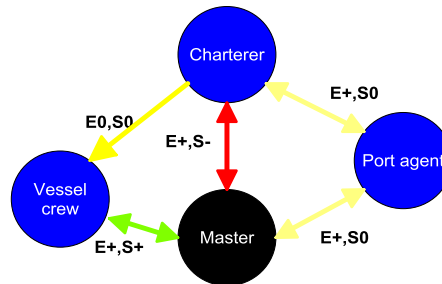 Charterer
E+,S0
E0,S0
E+,S-
Port agent
Vessel
crew
Master
E+,S+
E+,S0